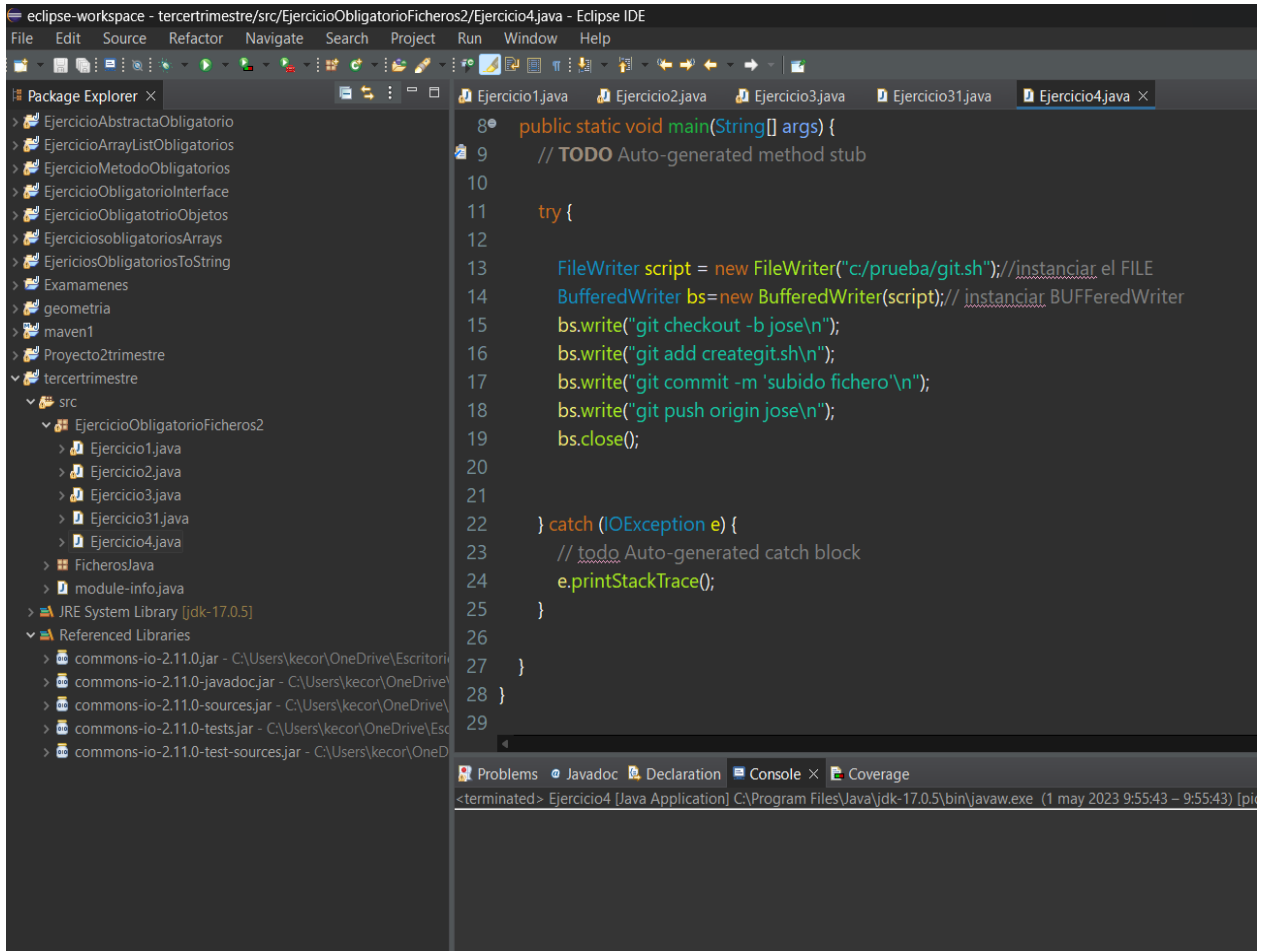 eclipse-workspace - tercertrimestre/src/EjercicioObligatorioFicheros2/Ejercicio4.java - Eclipse IDE
File Edit Source Refactor Navigate Search Project Run Window Help
Package Explorer
EjercicioAbstractaObligatorio
EjercicioArrayListObligatorios
EjercicioMetodoObligatorios
EjercicioObligatorioInterface
EjercicioObligatotrioObjetos
EjerciciosobligatoriosArrays
EjericiosObligatoriosToString
Examamenes
geometria
maven1
Proyecto2trimestre
tercertrimestre
src
EjercicioObligatorioFicheros2
Ejercicio1.java
Ejercicio2.java
Ejercicio3.java
Ejercicio31.java
Ejercicio4.java
FicherosJava
module-info.java
JRE System Library [jdk-17.0.5]
Referenced Libraries
commons-io-2.11.0.jar - C:\Users\kecor\OneDrive\Escritori
commons-io-2.11.0-javadoc.jar - C:\Users\kecor\OneDrive\
commons-io-2.11.0-sources.jar - C:\Users\kecor\OneDrive\
commons-io-2.11.0-tests.jar - C:\Users\kecor\OneDrive\Esc
commons-io-2.11.0-test-sources.jar - C:\Users\kecor\OneD
Ejercicio1.java Ejercicio2.java Ejercicio3.java Ejercicio31.java Ejercicio4.java
8 public static void main(String[] args) {
9 // TODO Auto-generated method stub
10
11 try {
12
13 FileWriter script = new FileWriter("c:/prueba/git.sh");//instanciar el FILE
14 BufferedWriter bs=new BufferedWriter(script);// instanciar BUFFeredWriter
15 bs.write("git checkout -b jose\n");
16 bs.write("git add creategit.sh\n");
17 bs.write("git commit -m 'subido fichero'\n");
18 bs.write("git push origin jose\n");
19 bs.close();
20
21
22 } catch (IOException e) {
23 // todo Auto-generated catch block
24 e.printStackTrace();
25 }
26
27 }
28 }
29
Problems Javadoc Declaration Console Coverage
<terminated> Ejercicio4 [Java Application] C:\Program Files\Java\jdk-17.0.5\bin\javaw.exe (1 may 2023 9:55:43 – 9:55:43) [pi